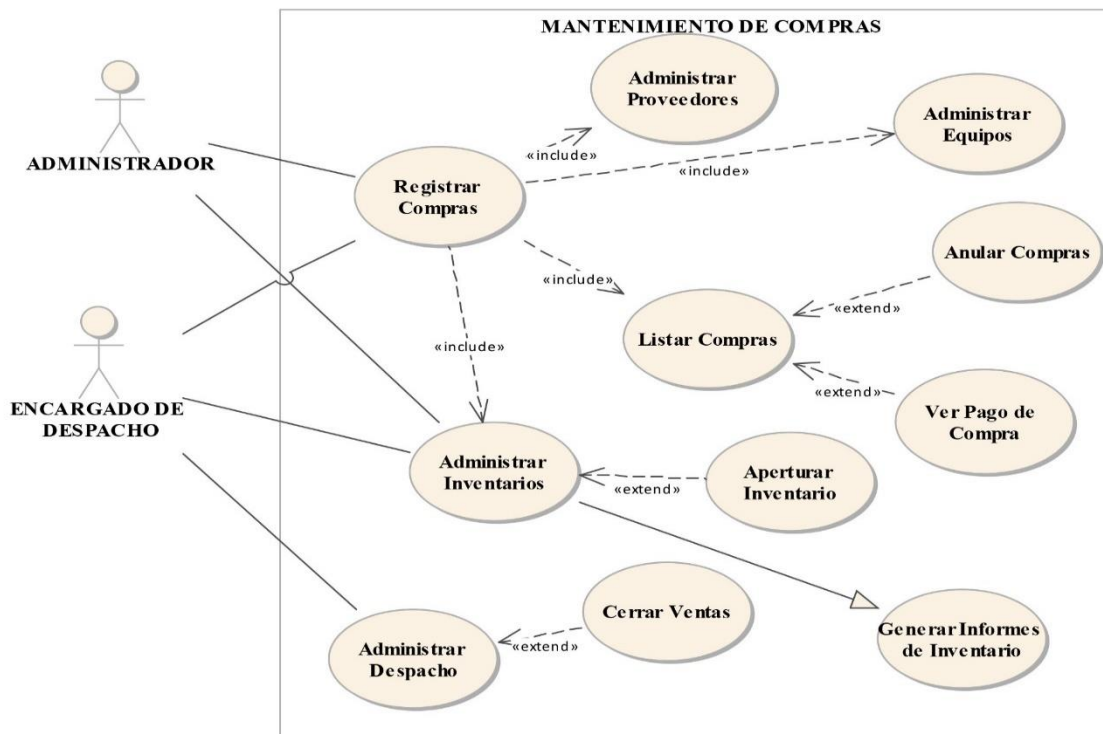 MANTENIMIENTO DE COMPRAS
ADMINISTRADOR
ENCARGADO DE
DESPACHO
Administrar
Proveedores
Administrar
Equipos
«include»
«include»
Registrar
Compras
«include»
«include»
Anular Compras
«extend»
Listar Compras
«extend»
Ver Pago de
Compra
Administrar
Inventarios
«extend»
Aperturar
Inventario
Cerrar Ventas
Generar Informes
de Inventario
Administrar
Despacho
«extend»